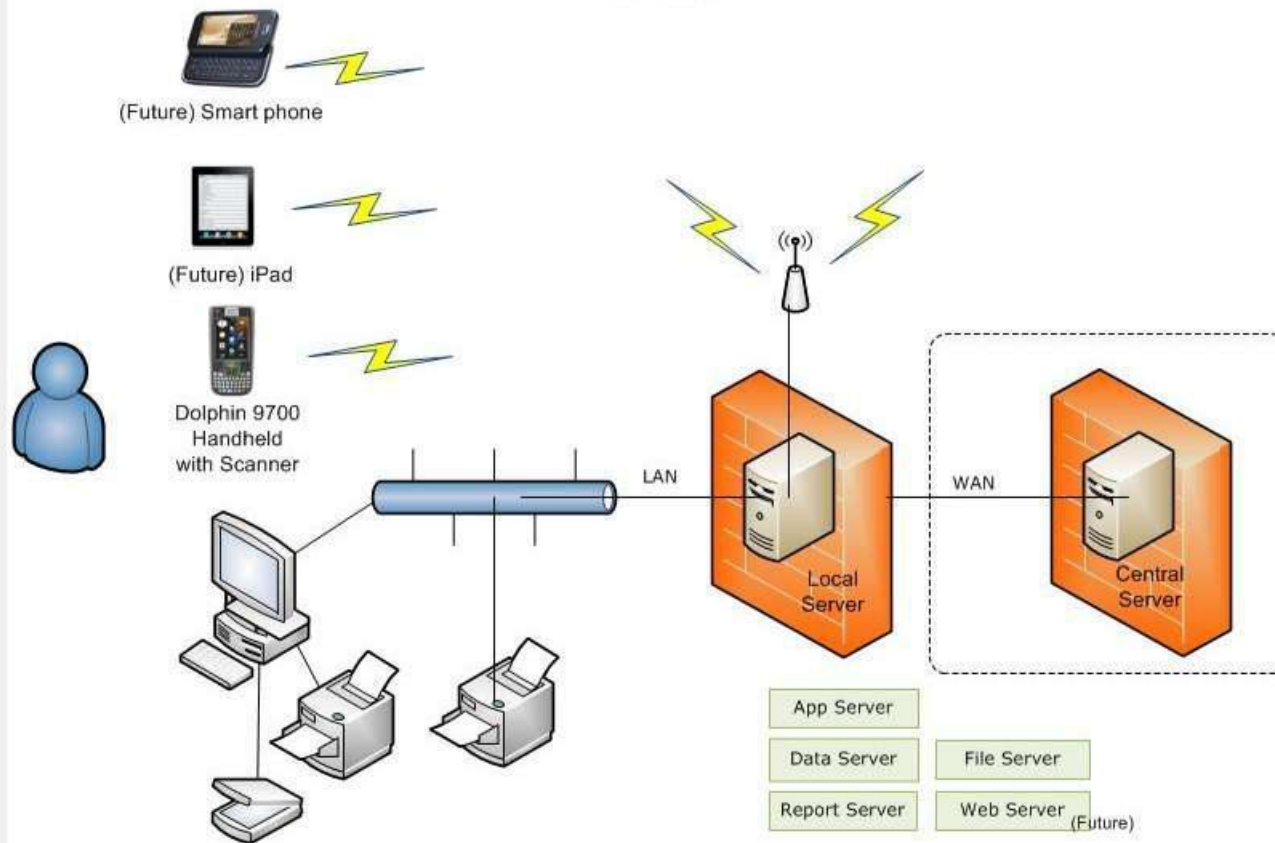 (Future) Smart phone
(Future) iPad
Dolphin 9700
Handheld
with Scanner
LAN
WAN
Local
Server
Central
Server
App Server
Data Server
File Server
Report Server
Web Server
(Future)